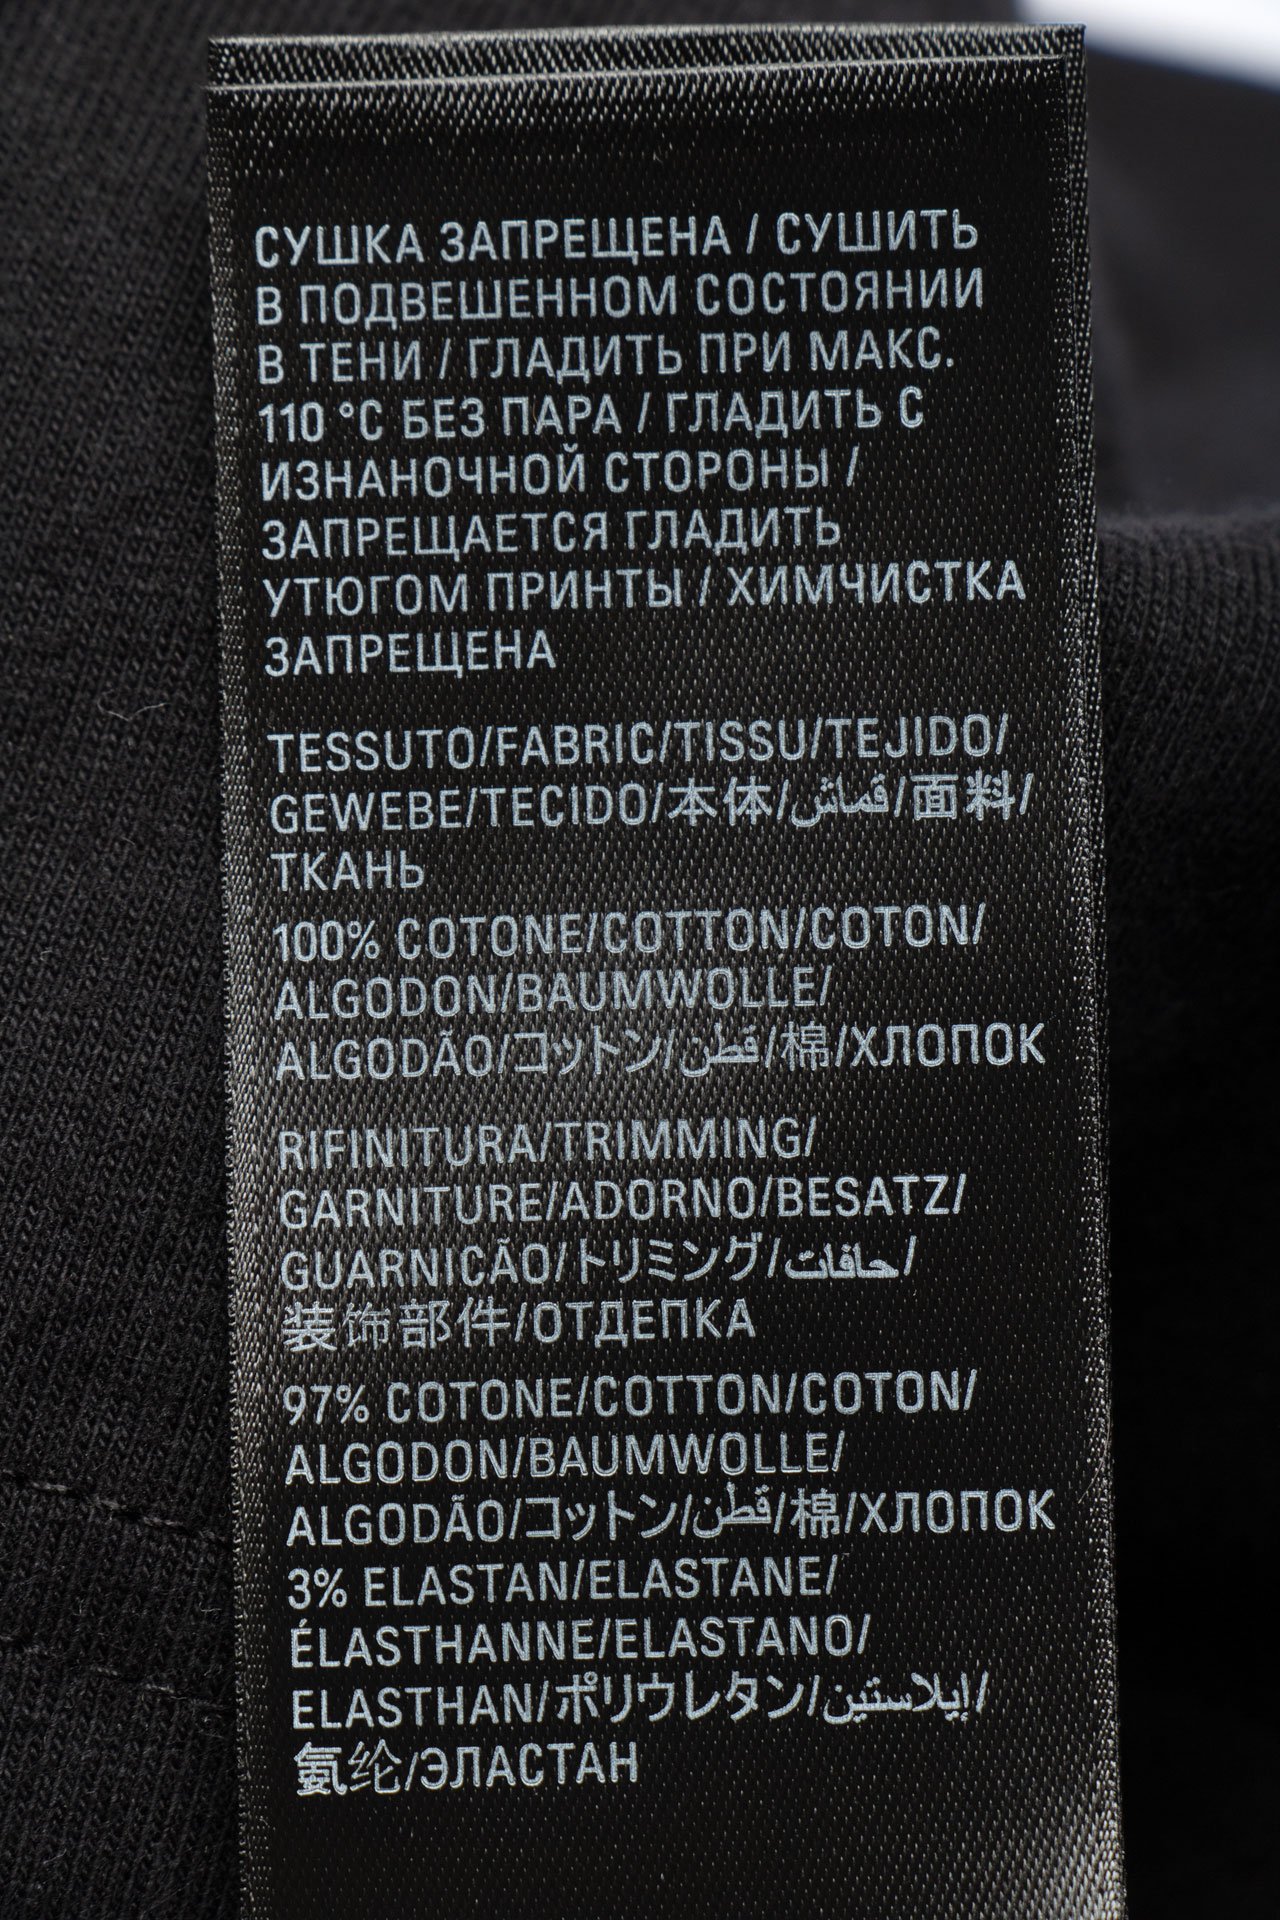 СУШКА ЗАПРЕЩЕНА / СУШИТЬ
В ПОДВЕШЕННОМ СОСТОЯНИИ
В ТЕНИ / ГЛАДИТЬ ПРИ МАКС.
110 °C БЕЗ ПАРА / ГЛАДИТЬ С
ИЗНАНОЧНОЙ СТОРОНЫ /
ЗАПРЕЩАЕТСЯ ГЛАДИТЬ
УТЮГОМ ПРИНТЫ / ХИМЧИСТКА
ЗАПРЕЩЕНА
TESSUTO/FABRIC/TISSU/TEJIDO/
GEWEBE/TECIDO/本体/قماش/面料/
ТКАНЬ
100% COTONE/COTTON/COTON/
ALGODON/BAUMWOLLE/
ALGODÃO/コットン/قطن/棉/ХЛОПОК
RIFINITURA/TRIMMING/
GARNITURE/ADORNO/BESATZ/
GUARNICÃO/トリミング/حافات/
装饰部件/ОТДЕПКА
97% COTONE/COTTON/COTON/
ALGODON/BAUMWOLLE/
ALGODÃO/コットン/قطن/棉/ХЛОПОК
3% ELASTAN/ELASTANE/
ÉLASTHANNE/ELASTANO/
ELASTHAN/ポリウレタン/إيلاستين/
氨纶/ЭЛАСТАН